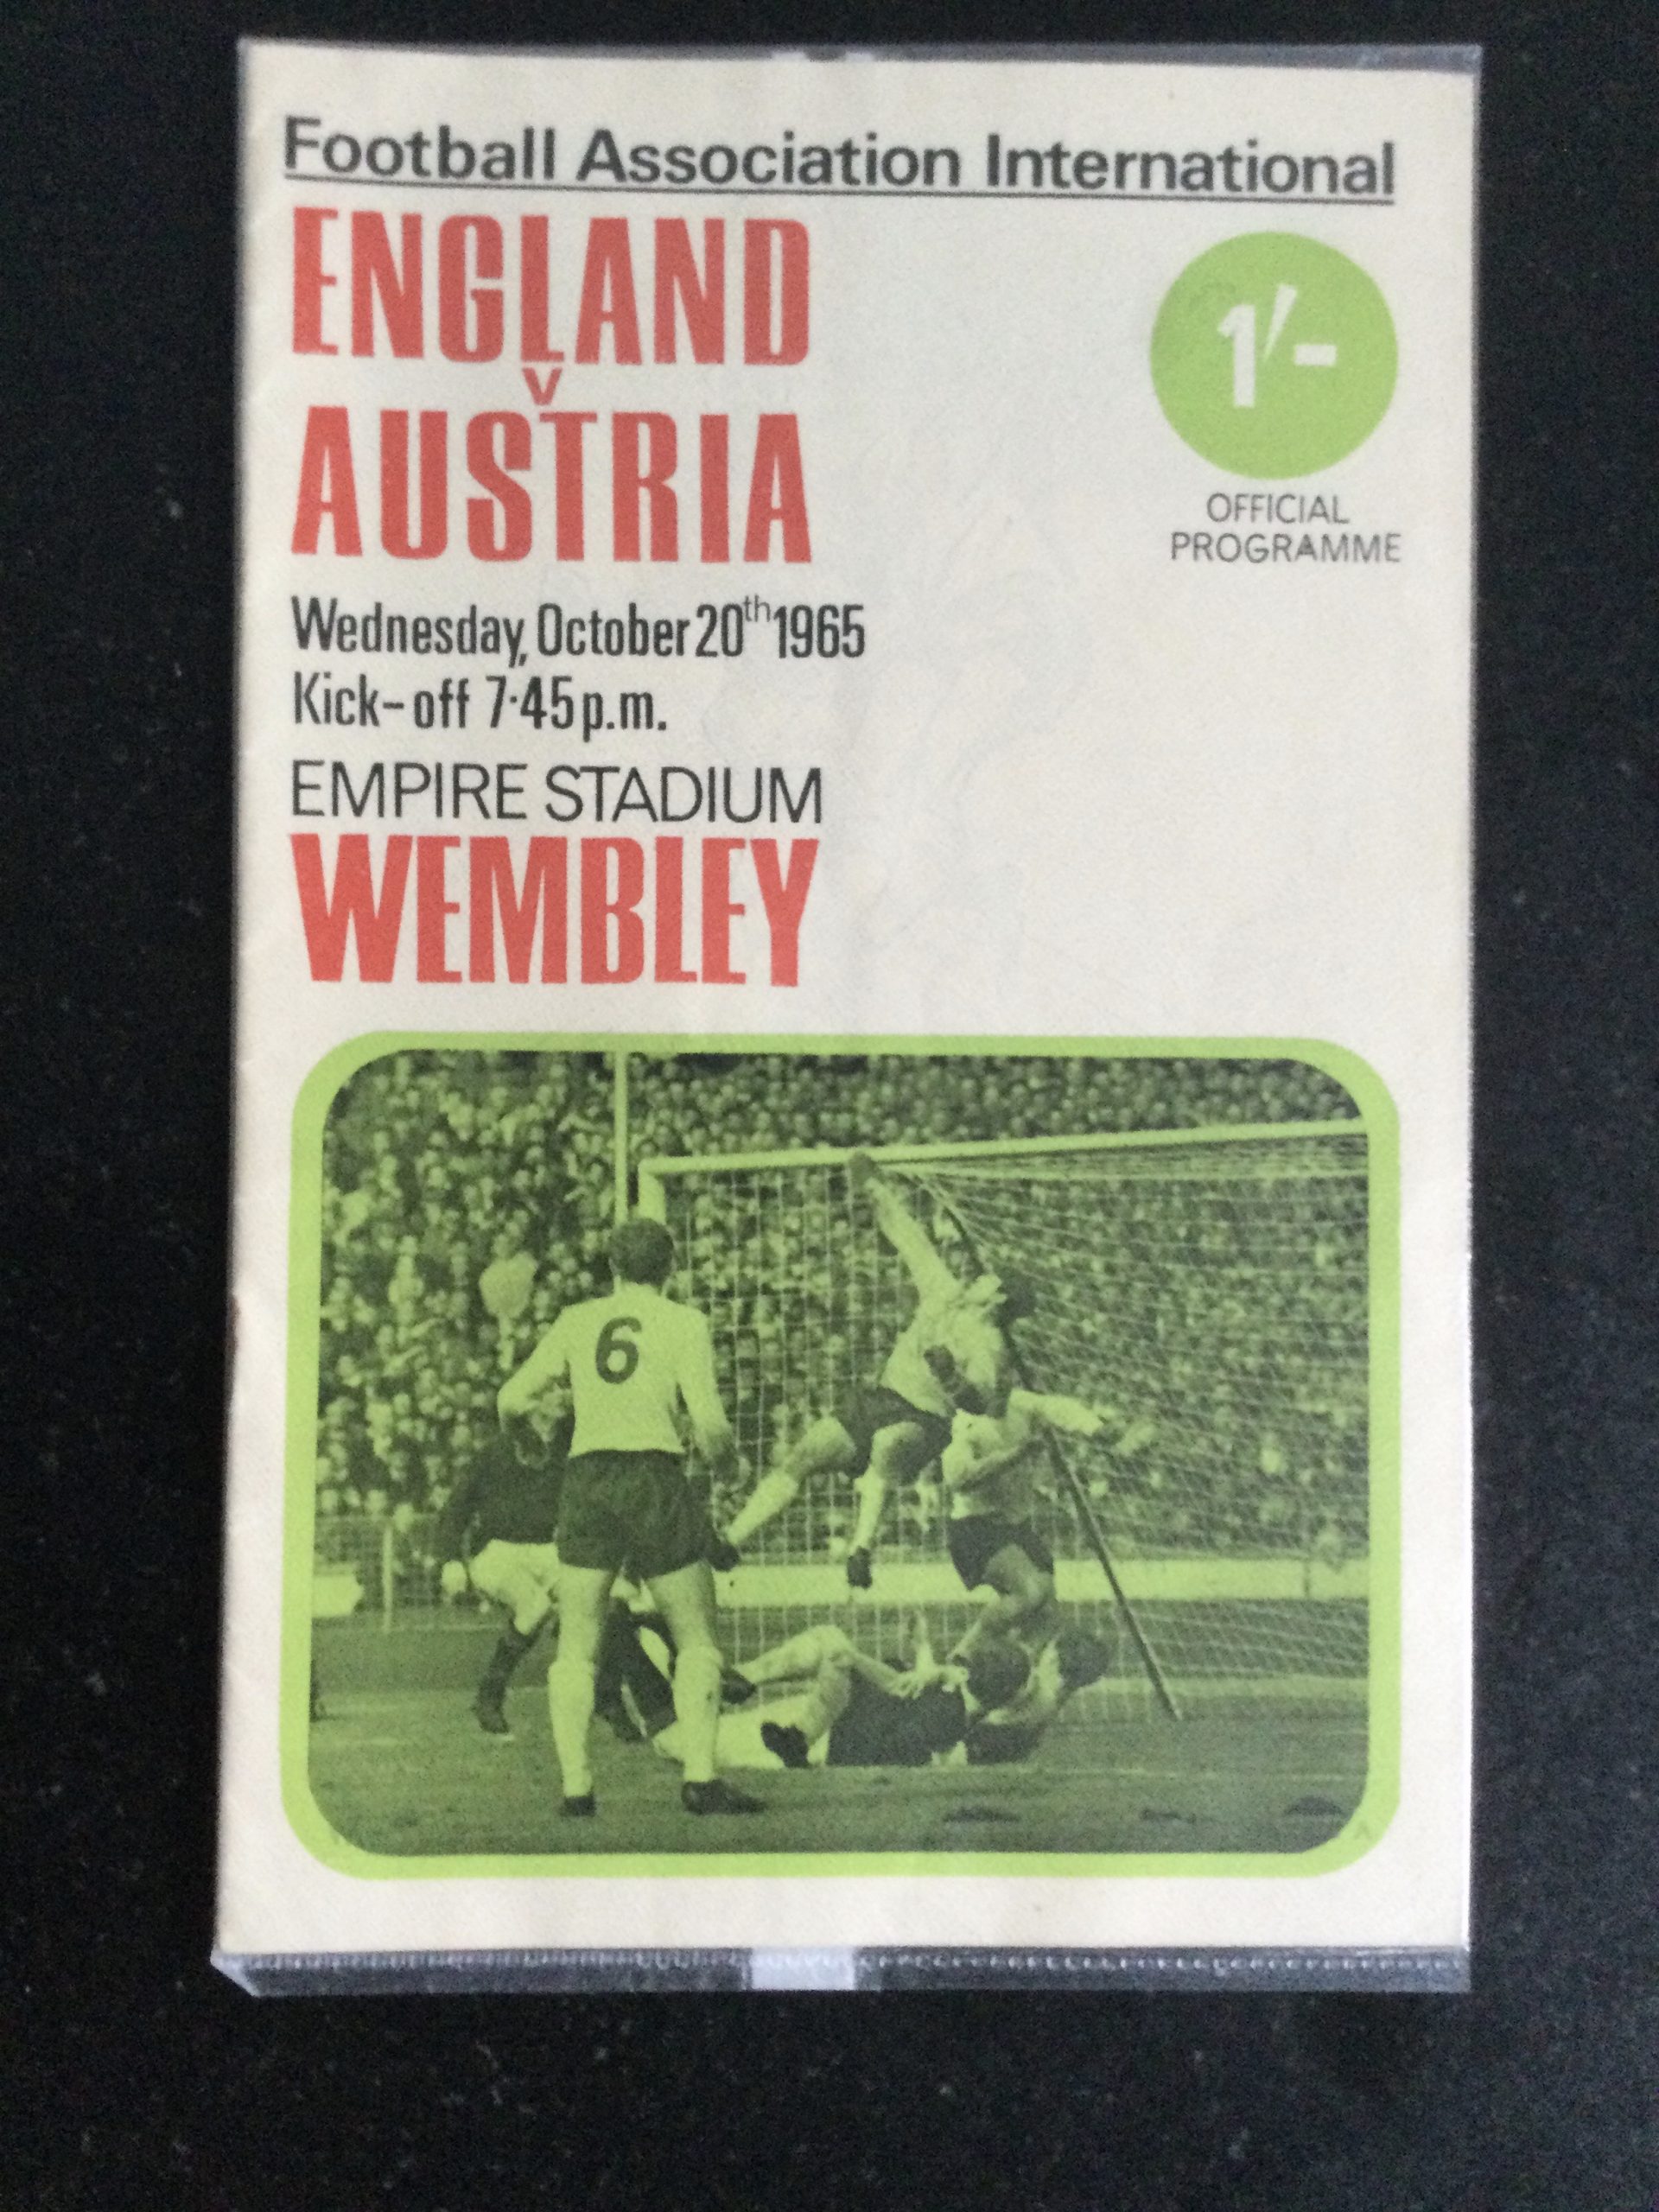 Football Association International
ENGLAND
v
AUSTRIA
1/-
OFFICIAL
PROGRAMME
Wednesday, October 20th 1965
Kick-off 7·45 p.m.
EMPIRE STADIUM
WEMBLEY
6